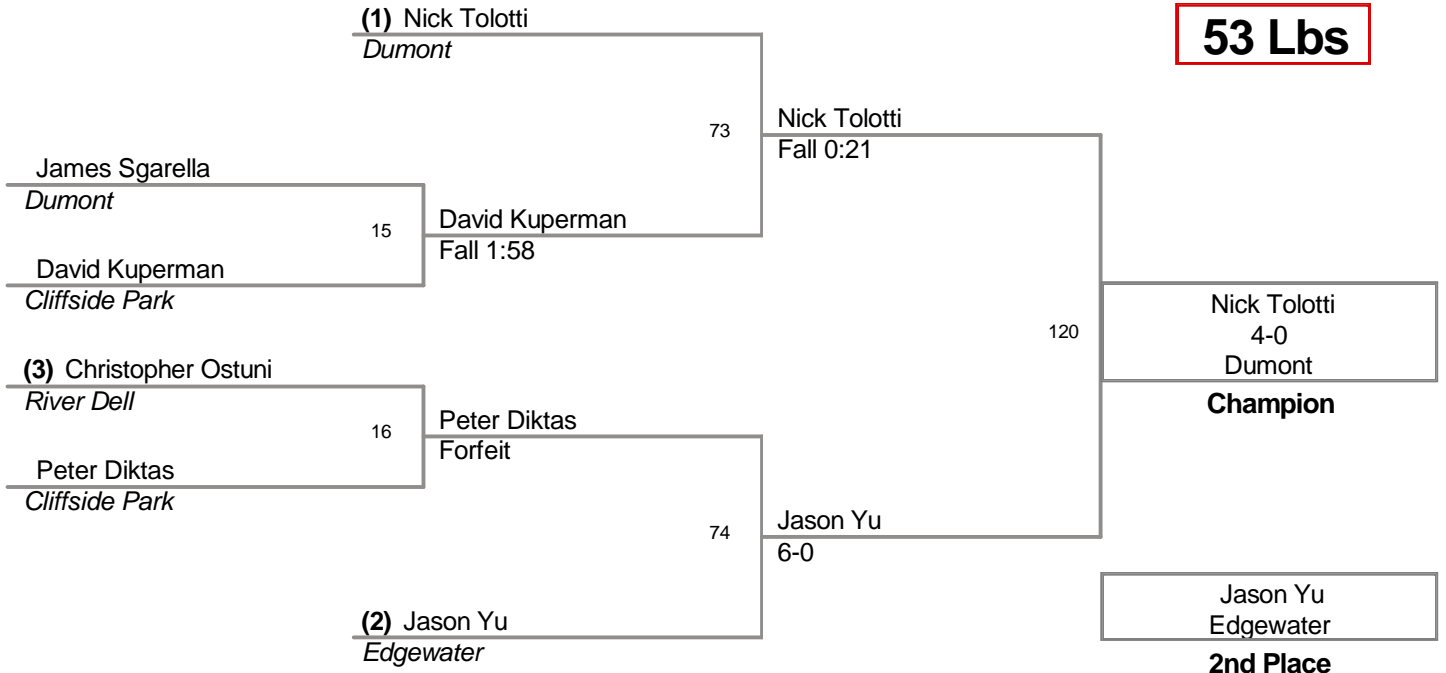 (1) Nick Tolotti
Dumont
53 Lbs
73
Nick Tolotti
Fall 0:21
James Sgarella
Dumont
15
David Kuperman
Fall 1:58
David Kuperman
Cliffside Park
Nick Tolotti
4-0
Dumont
Champion
120
(3) Christopher Ostuni
River Dell
16
Peter Diktas
Forfeit
Peter Diktas
Cliffside Park
74
Jason Yu
6-0
(2) Jason Yu
Edgewater
Jason Yu
Edgewater
2nd Place